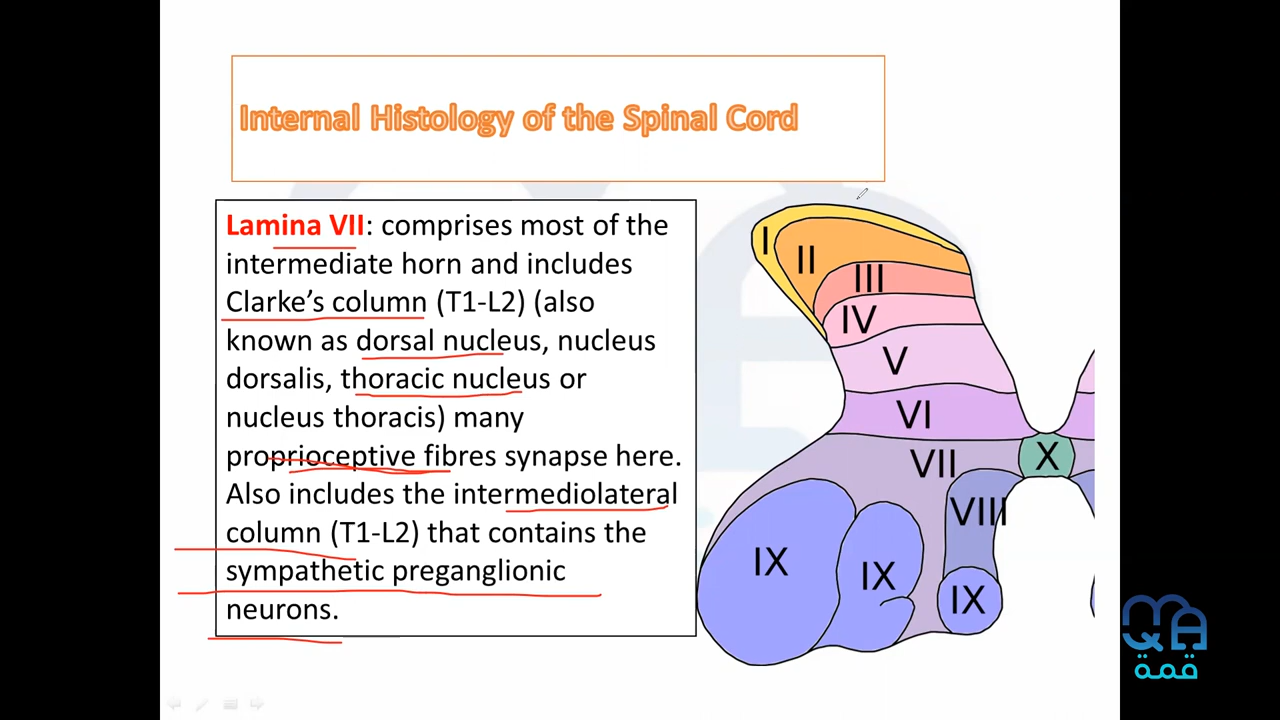 Internal Histology of the Spinal Cord
Lamina VII: comprises most of the
intermediate horn and includes
Clarke's column (T1-L2) (also
known as dorsal nucleus, nucleus
dorsalis, thoracic nucleus or
nucleus thoracis) many
proprioceptive fibres synapse here.
Also includes the intermediolateral
column (T1-L2) that contains the
sympathetic preganglionic
neurons.
I
II
III
IV
V
VI
VII
X
VIII
IX
IX
IX
QMA
قمة